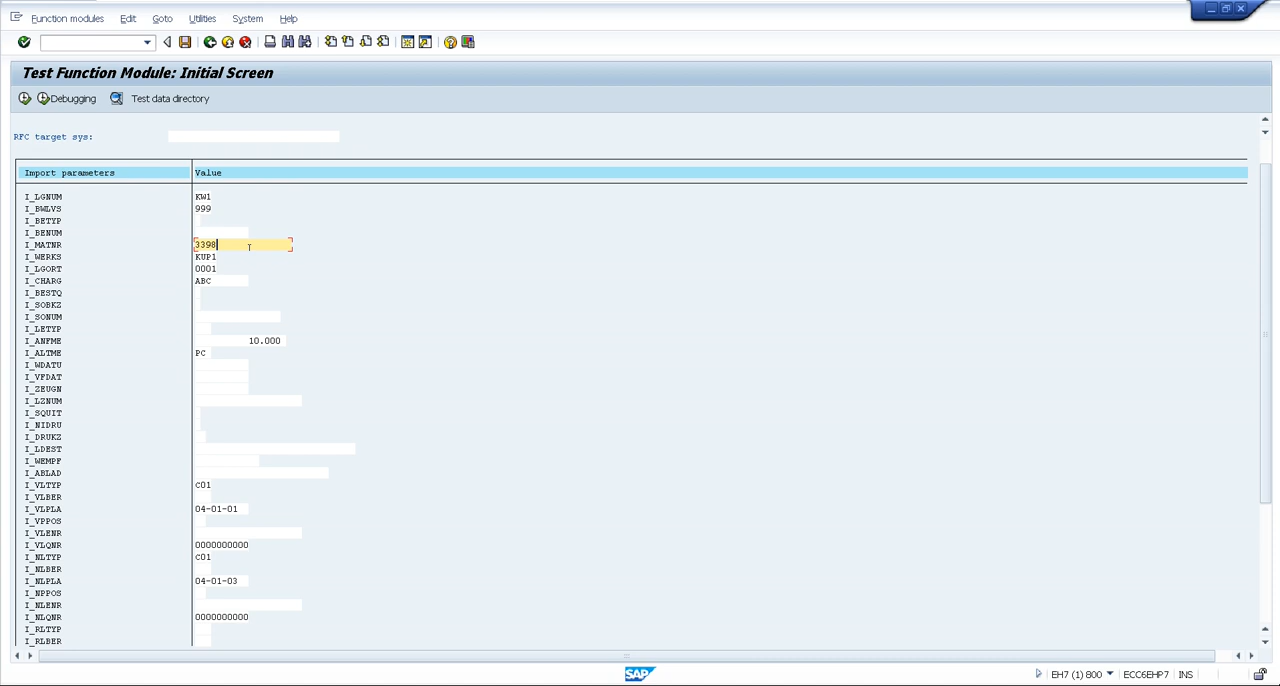 Function modules Edit Goto Utilities System Help
Test Function Module: Initial Screen
Debugging Test data directory
RFC target sys:
Import parameters Value
I_LGNUM KW1
I_BWLVS 999
I_BETYP
I_BENUM
I_MATNR 3398
I_WERKS KUP1
I_LGORT 0001
I_CHARG ABC
I_BESTQ
I_SOBKZ
I_SONUM
I_LETYP
I_ANFME 10.000
I_ALTME PC
I_WDATU
I_VFDAT
I_ZEUGN
I_LZNUM
I_SQUIT
I_NIDRU
I_DRUKZ
I_LDEST
I_WEMPF
I_ABLAD
I_VLTYP C01
I_VLBER
I_VLPLA 04-01-01
I_VPPOS
I_VLENR
I_VLQNR 0000000000
I_NLTYP C01
I_NLBER
I_NLPLA 04-01-03
I_NPPOS
I_NLENR
I_NLQNR 0000000000
I_RLTYP
I_RLBER
SAP EH7 (1) 800 ECC6EHP7 INS